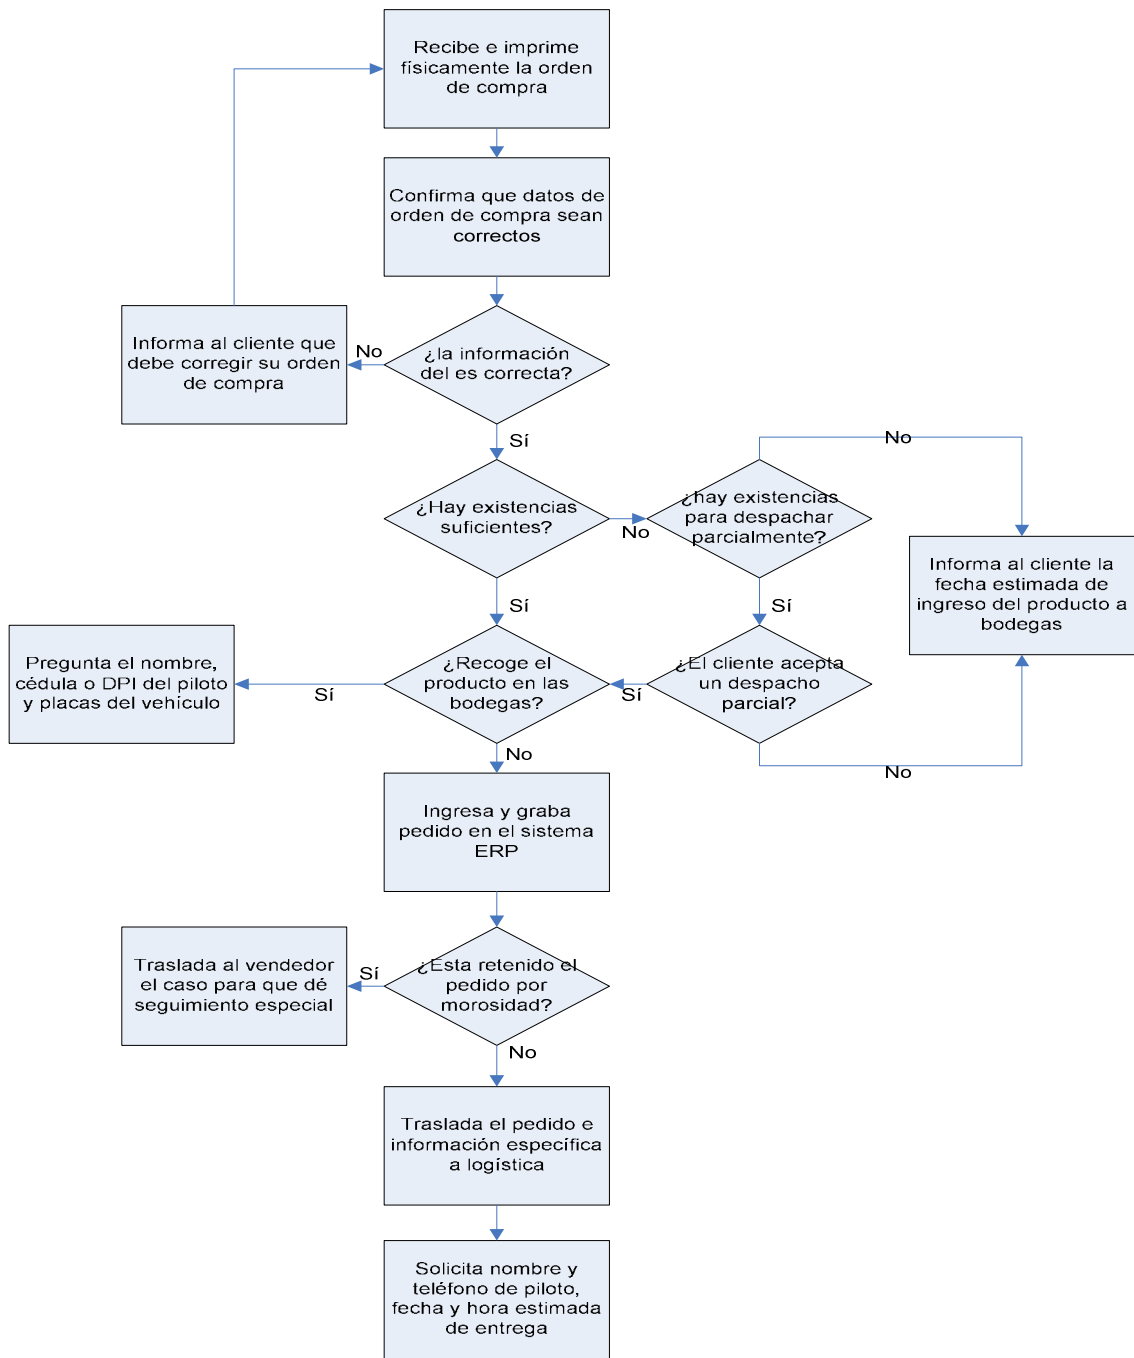 Recibe e imprime
físicamente la orden
de compra
Confirma que datos de
orden de compra sean
correctos
Informa al cliente que
debe corregir su orden
de compra
No
¿la información
del es correcta?
Sí
No
¿Hay existencias
suficientes?
No
¿hay existencias
para despachar
parcialmente?
Informa al cliente la
fecha estimada de
ingreso del producto a
bodegas
Sí
Sí
Pregunta el nombre,
cédula o DPI del piloto
y placas del vehículo
Sí
¿Recoge el
producto en las
bodegas?
Sí
¿El cliente acepta
un despacho
parcial?
No
No
Ingresa y graba
pedido en el sistema
ERP
Traslada al vendedor
el caso para que dé
seguimiento especial
Sí
¿Esta retenido el
pedido por
morosidad?
No
Traslada el pedido e
información específica
a logística
Solicita nombre y
teléfono de piloto,
fecha y hora estimada
de entrega